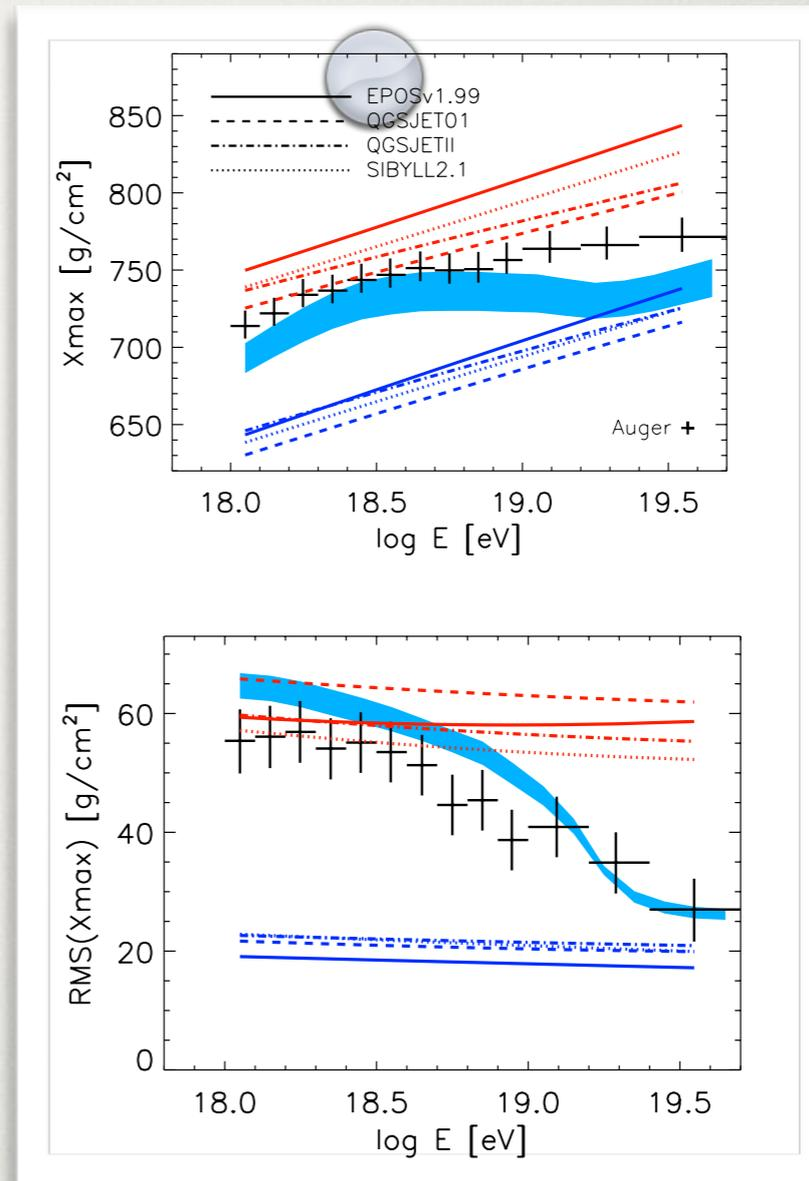 850
800
750
700
650
Xmax [g/cm²]
EPOSv1.99
QGSJET01
QGSJETII
SIBYLL2.1
Auger
18.0 18.5 19.0 19.5
log E [eV]
60
40
20
0
RMS(Xmax) [g/cm²]
18.0 18.5 19.0 19.5
log E [eV]